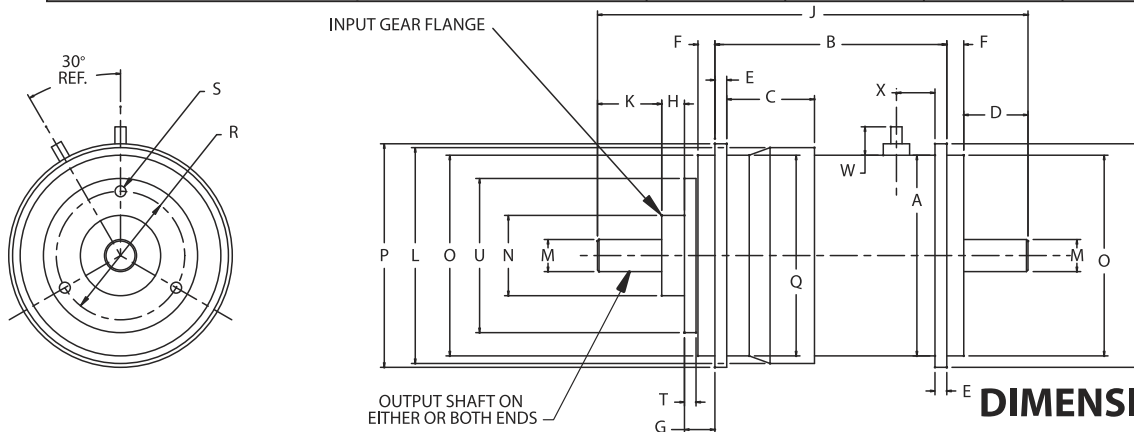 J
INPUT GEAR FLANGE
F
B
F
30°
REF.
E
S
X
K
H
C
D
R
W
A
P
L
O
U
N
M
Q
M
O
OUTPUT SHAFT ON
EITHER OR BOTH ENDS
T
E
G
DIMENSI